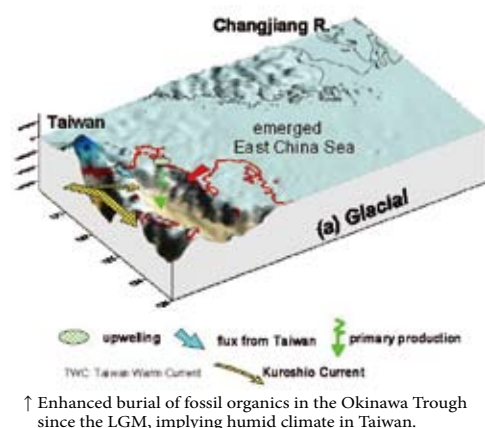 Changjiang R.
Taiwan
emerged
East China Sea
(a) Glacial
upwelling
flux from Taiwan
primary production
TWC: Taiwan Warm Current
Kuroshio Current
↑ Enhanced burial of fossil organics in the Okinawa Trough
since the LGM, implying humid climate in Taiwan.